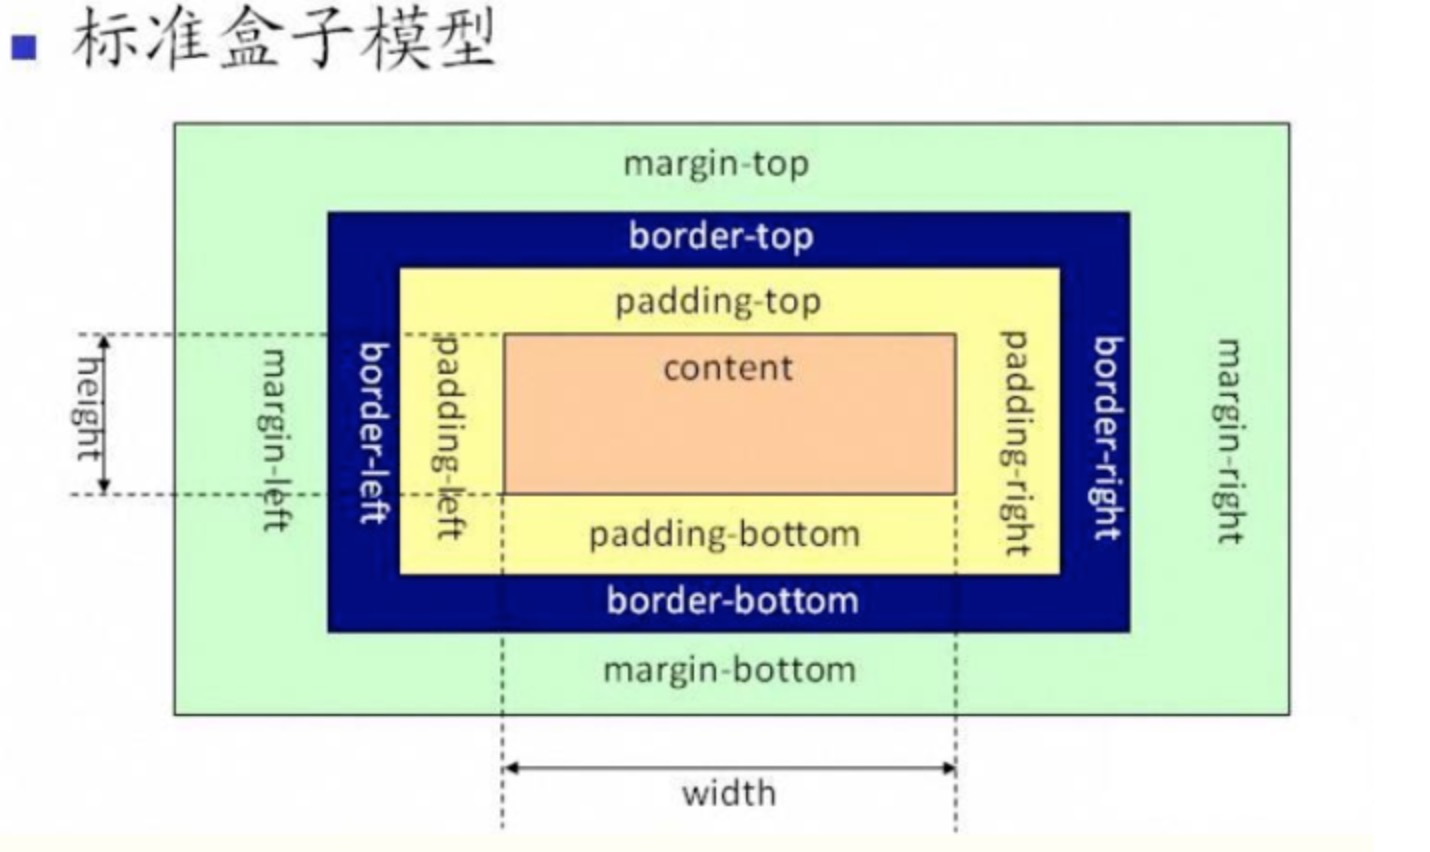 标准盒子模型
margin-top
border-top
padding-top
content
height
margin-left
border-left
padding-left
padding-right
border-right
margin-right
padding-bottom
border-bottom
margin-bottom
width